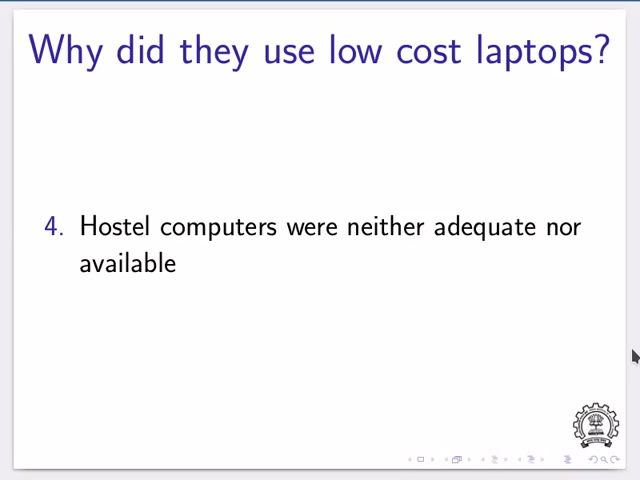 Why did they use low cost laptops?
4. Hostel computers were neither adequate nor
available